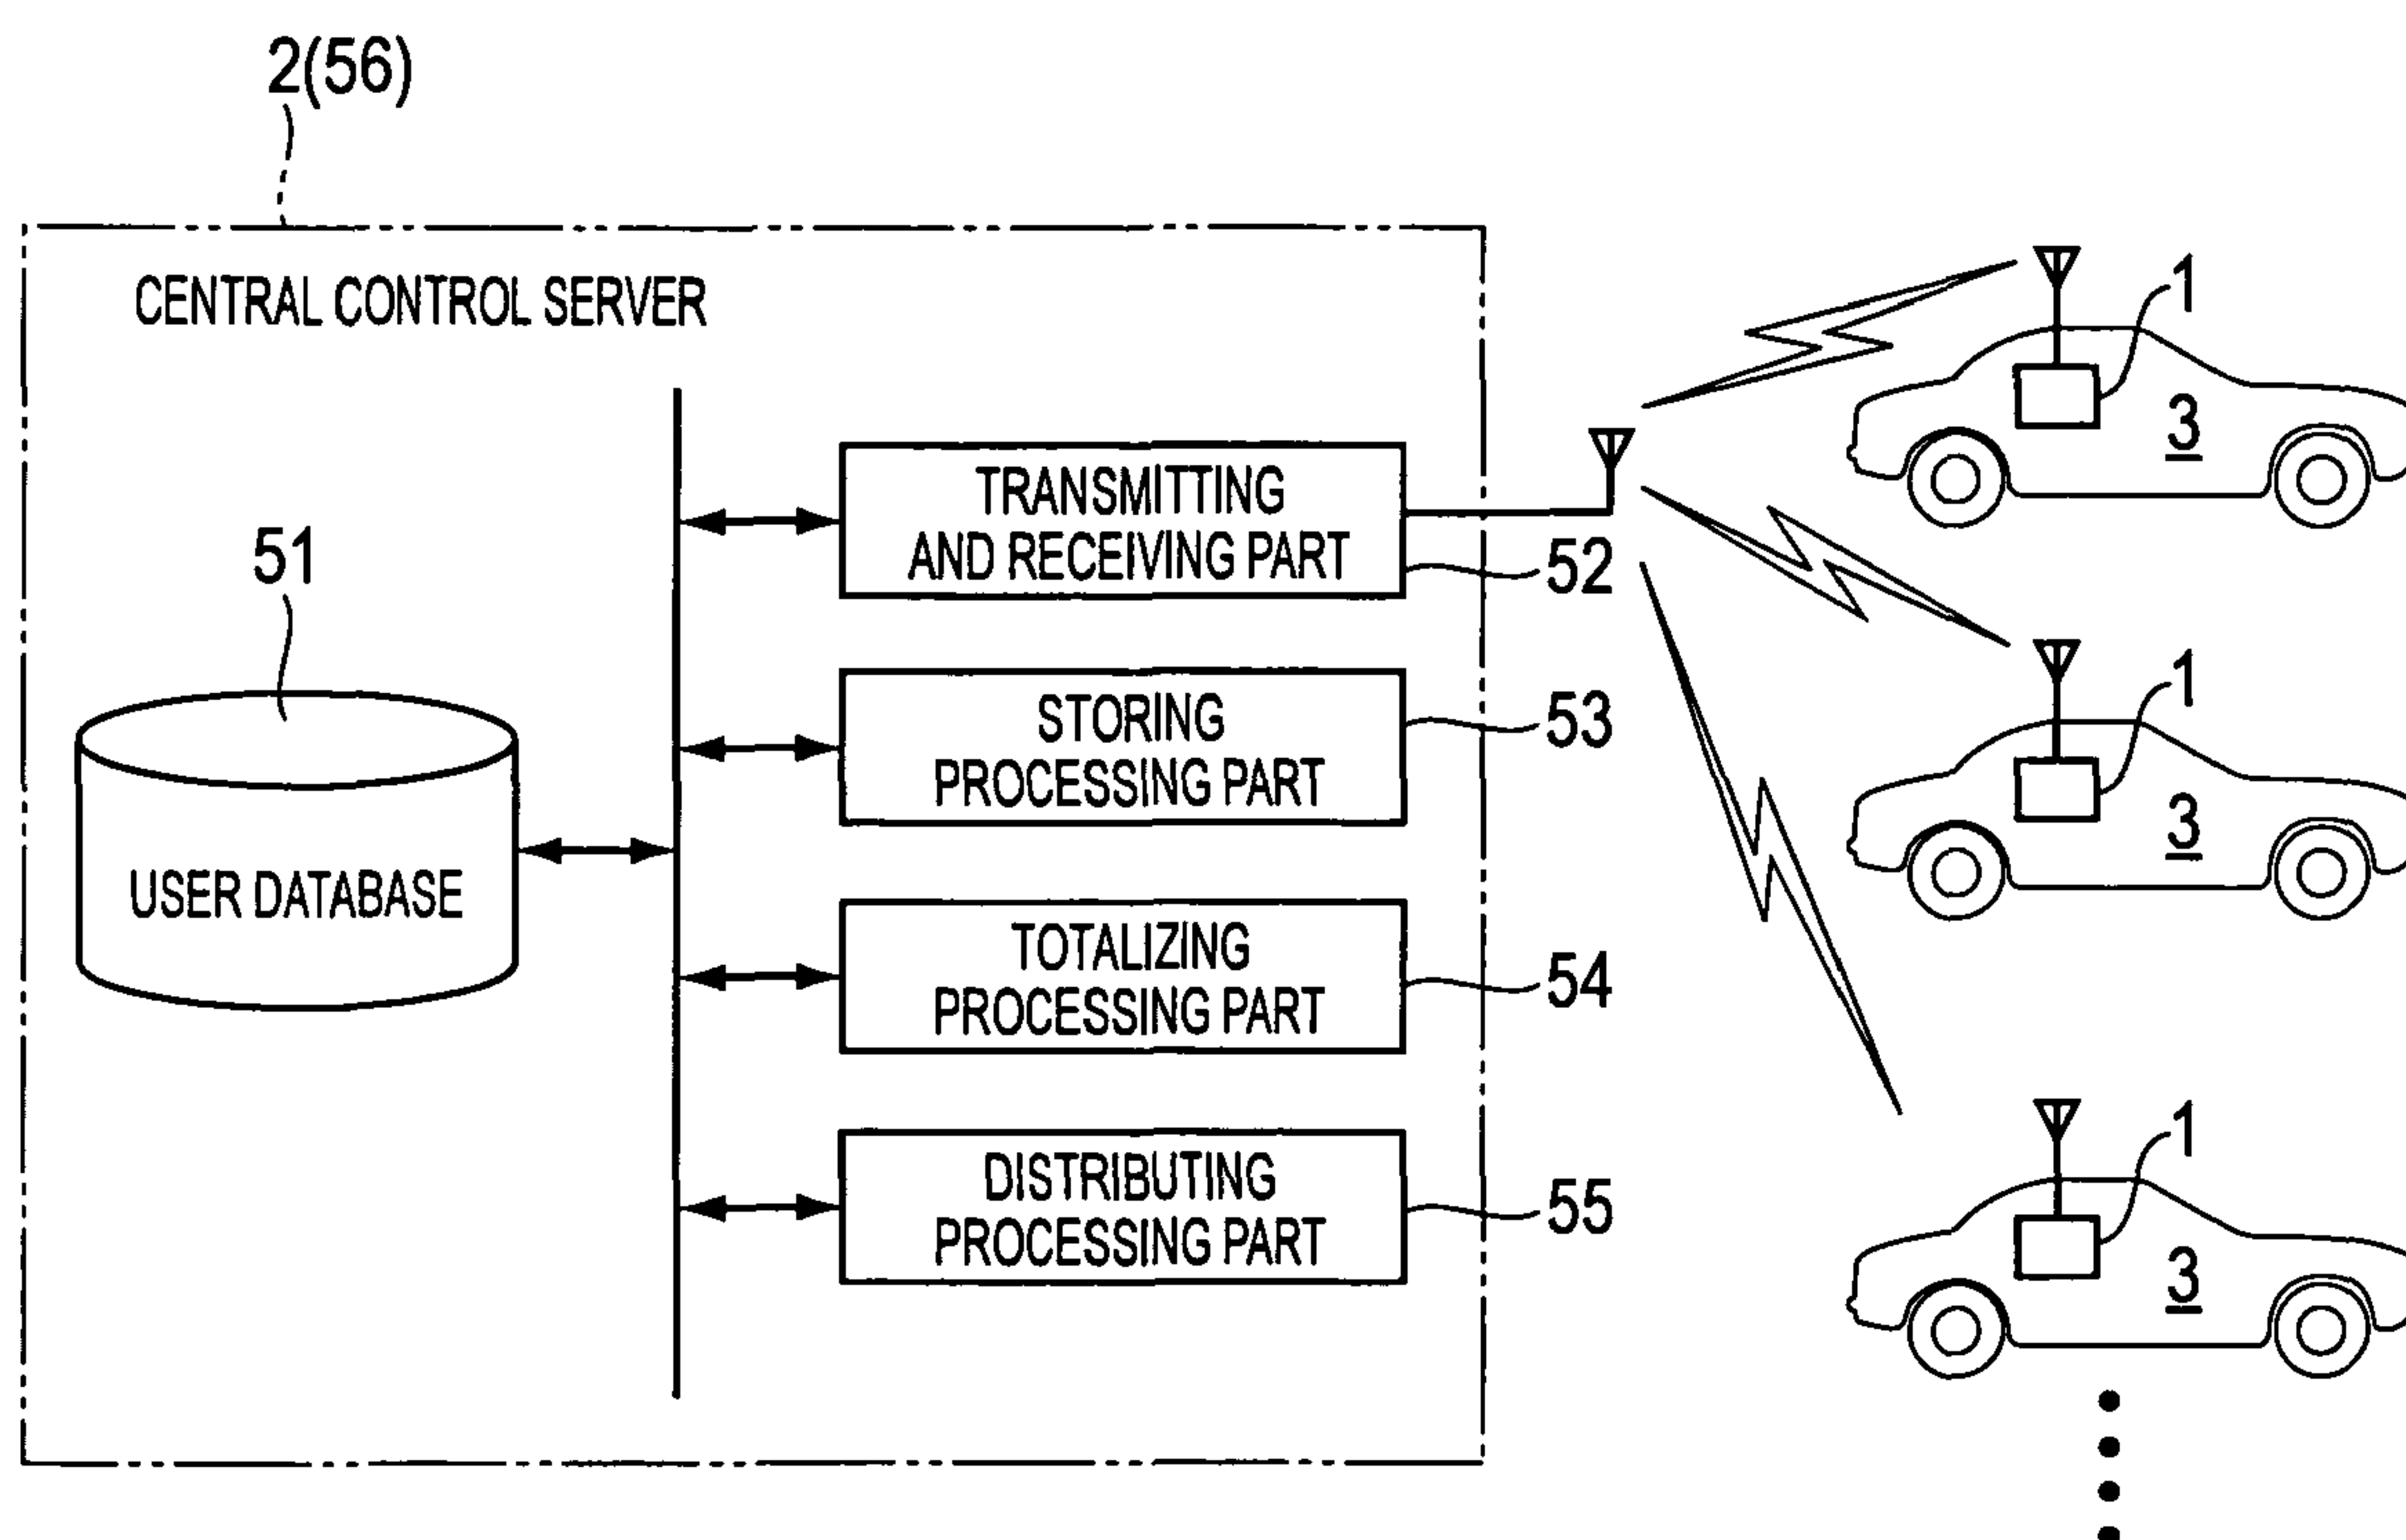 2(56)
CENTRAL CONTROL SERVER
1
3
TRANSMITTING
AND RECEIVING PART
52
51
STORING
PROCESSING PART
53
1
3
USER DATABASE
TOTALIZING
PROCESSING PART
54
DISTRIBUTING
PROCESSING PART
55
1
3